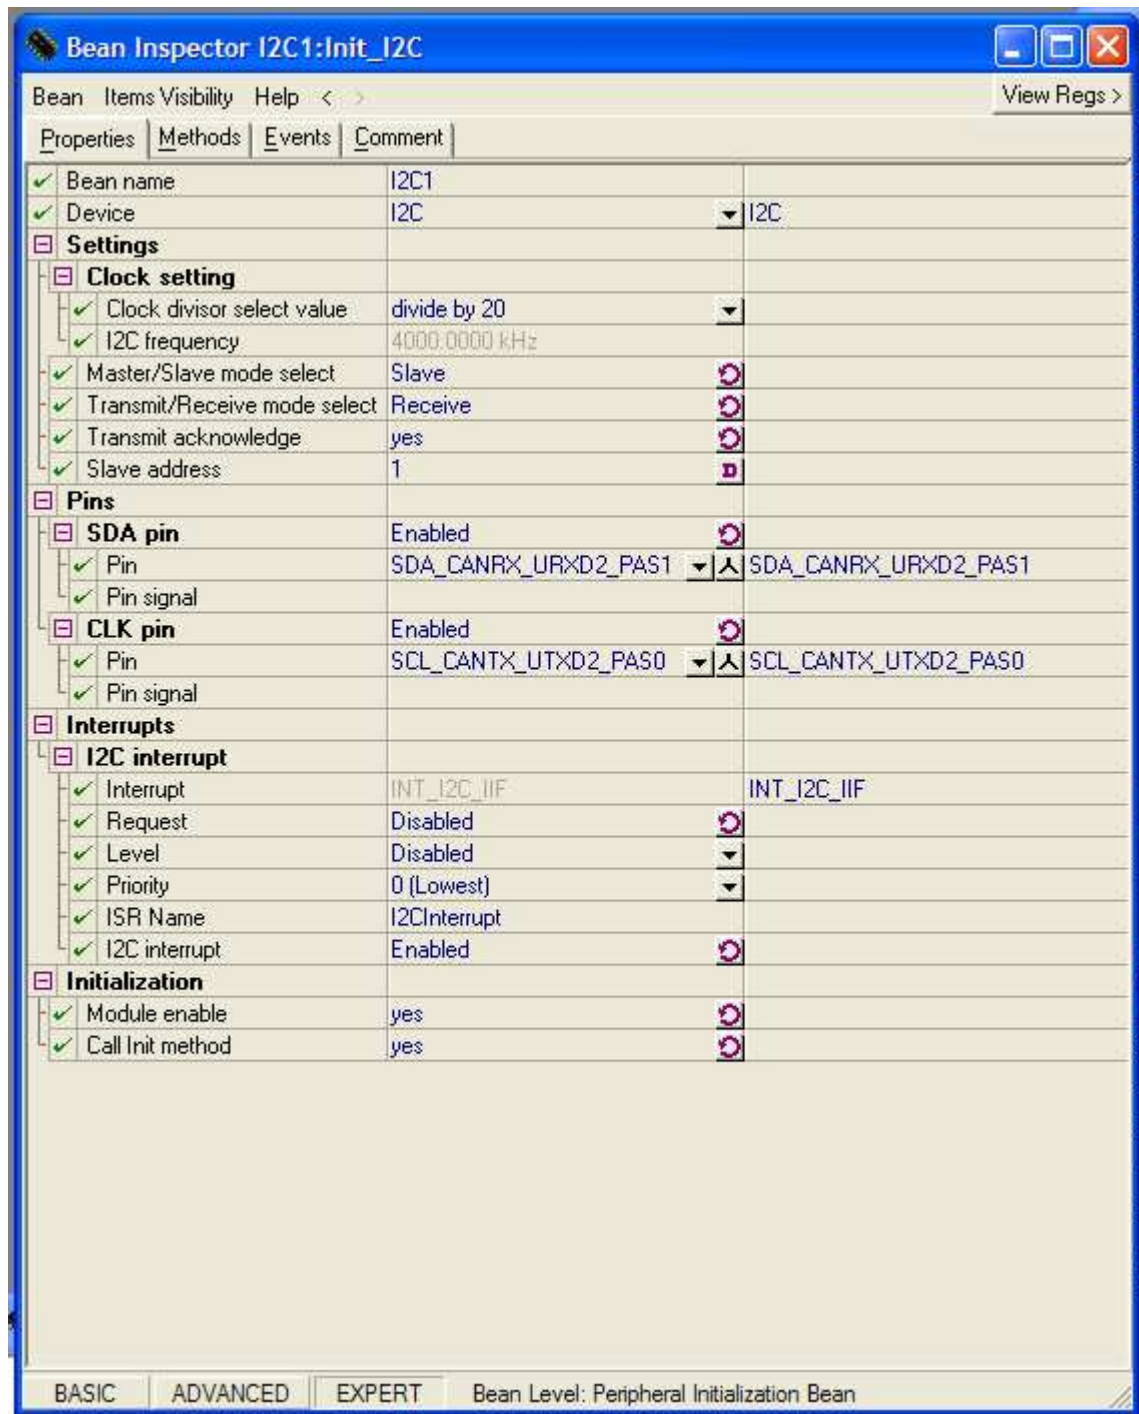 Bean Inspector I2C1:Init_I2C
Bean Items Visibility Help < > View Regs >
Properties Methods Events Comment
Bean name I2C1
Device I2C I2C
Settings
Clock setting
Clock divisor select value divide by 20
I2C frequency 4000.0000 kHz
Master/Slave mode select Slave
Transmit/Receive mode select Receive
Transmit acknowledge yes
Slave address 1 D
Pins
SDA pin Enabled
Pin SDA_CANRX_URXD2_PAS1 SDA_CANRX_URXD2_PAS1
Pin signal
CLK pin Enabled
Pin SCL_CANTX_UTXD2_PAS0 SCL_CANTX_UTXD2_PAS0
Pin signal
Interrupts
I2C interrupt
Interrupt INT_I2C_IIF INT_I2C_IIF
Request Disabled
Level Disabled
Priority 0 (Lowest)
ISR Name I2CInterrupt
I2C interrupt Enabled
Initialization
Module enable yes
Call Init method yes
BASIC ADVANCED EXPERT Bean Level: Peripheral Initialization Bean